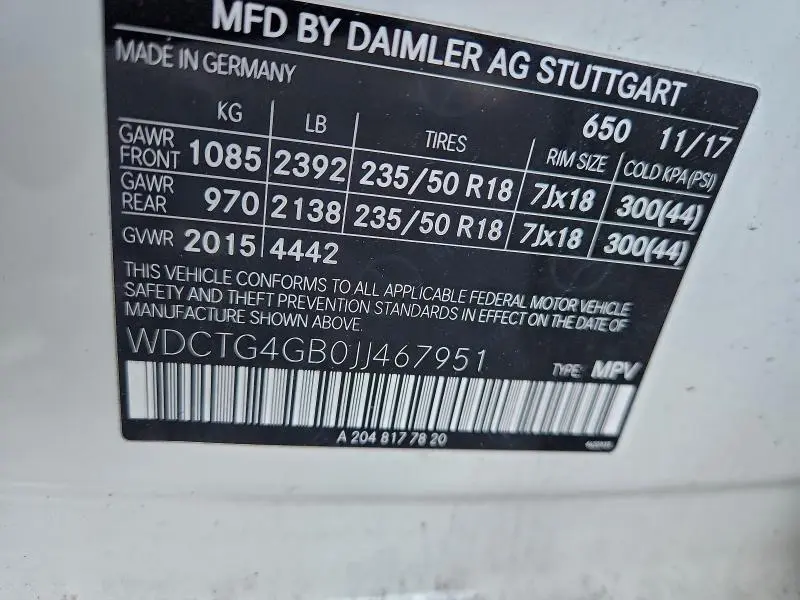 MFD BY DAIMLER AG STUTTGART
MADE IN GERMANY
650 11/17
KG LB TIRES RIM SIZE COLD KPA (PSI)
GAWR FRONT 1085 2392 235/50 R18 7Jx18 300(44)
GAWR REAR 970 2138 235/50 R18 7Jx18 300(44)
GVWR 2015 4442
THIS VEHICLE CONFORMS TO ALL APPLICABLE FEDERAL MOTOR VEHICLE
SAFETY AND THEFT PREVENTION STANDARDS IN EFFECT ON THE DATE OF
MANUFACTURE SHOWN ABOVE.
WDCTG4GB0JJ467951 TYPE: MPV
A 204 817 78 20